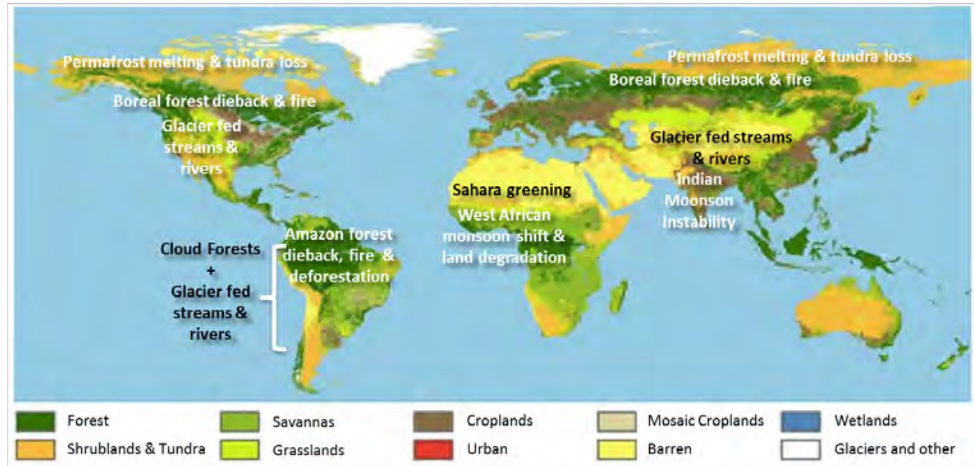 Permafrost melting & tundra loss
Permafrost melting & tundra loss
Boreal forest dieback & fire
Boreal forest dieback & fire
Glacier fed
streams &
rivers
Glacier fed streams
& rivers
Sahara greening
Indian
Moonson
Instability
West African
monsoon shift &
land degradation
Amazon forest
dieback, fire &
deforestation
Cloud Forests
+
Glacier fed
streams &
rivers
Forest
Savannas
Croplands
Mosaic Croplands
Wetlands
Shrublands & Tundra
Grasslands
Urban
Barren
Glaciers and other